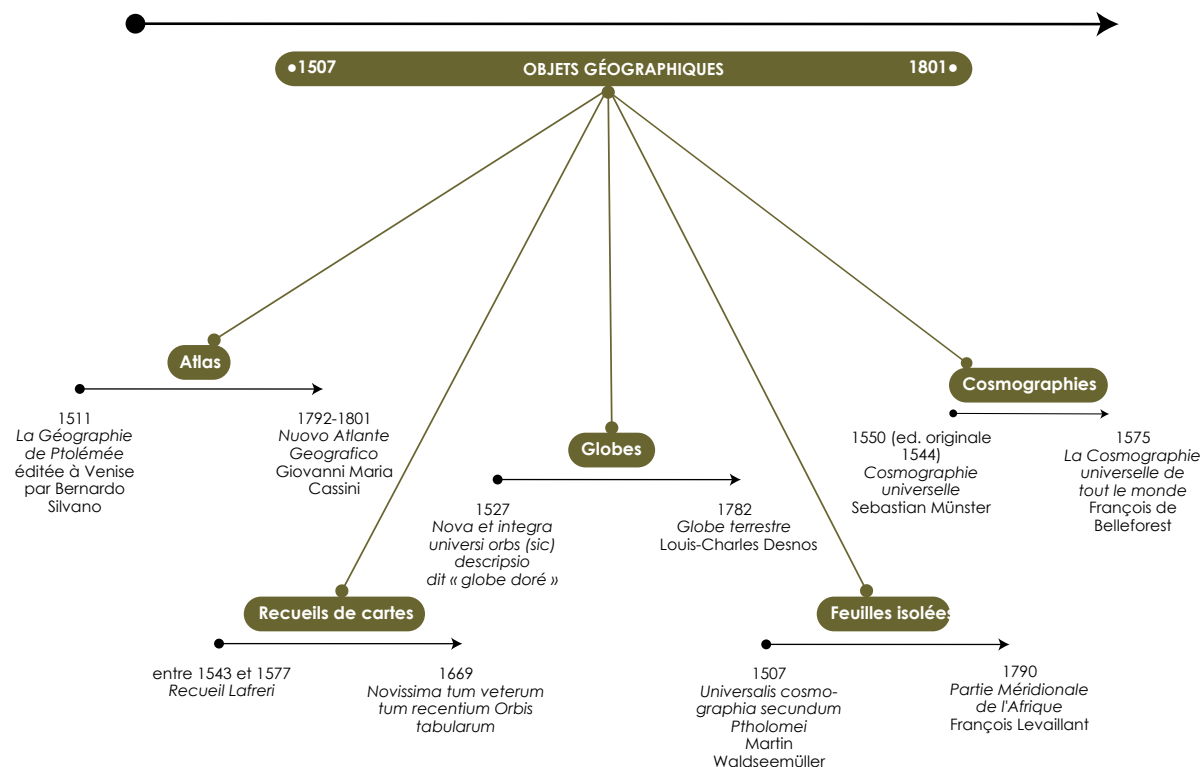 •1507 OBJETS GÉOGRAPHIQUES 1801•
Atlas
1511
La Géographie
de Ptolémée
éditée à Venise
par Bernardo
Silvano
1792-1801
Nuovo Atlante
Geografico
Giovanni Maria
Cassini
Recueils de cartes
entre 1543 et 1577
Recueil Lafreri
1669
Novissima tum veterum
tum recentium Orbis
tabularum
Globes
1527
Nova et integra
universi orbs (sic)
descripsio
dit « globe doré »
1782
Globe terrestre
Louis-Charles Desnos
Feuilles isolées
1507
Universalis cosmo-
graphia secundum
Ptholomei
Martin
Waldseemüller
1790
Partie Méridionale
de l'Afrique
François Levaillant
Cosmographies
1550 (ed. originale
1544)
Cosmographie
universelle
Sebastian Münster
1575
La Cosmographie
universelle de
tout le monde
François de
Belleforest